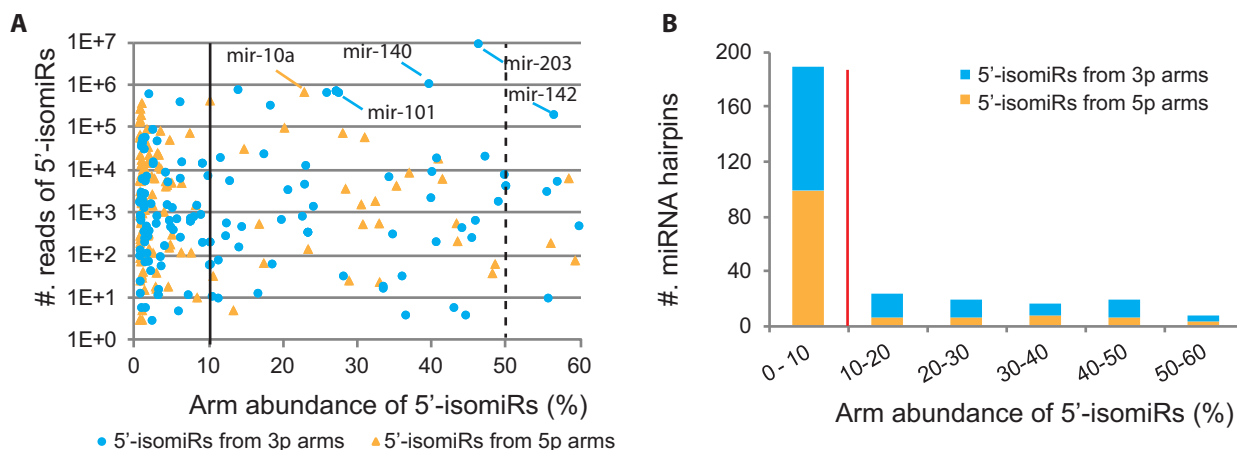 A
#. reads of 5'-isomiRs
1E+7
1E+6
1E+5
1E+4
1E+3
1E+2
1E+1
1E+0
mir-10a
mir-140
mir-203
mir-101
mir-142
0
10
20
30
40
50
60
Arm abundance of 5'-isomiRs (%)
5'-isomiRs from 3p arms
5'-isomiRs from 5p arms
B
#. miRNA hairpins
200
160
120
80
40
0
5'-isomiRs from 3p arms
5'-isomiRs from 5p arms
0 - 10
10-20
20-30
30-40
40-50
50-60
Arm abundance of 5'-isomiRs (%)